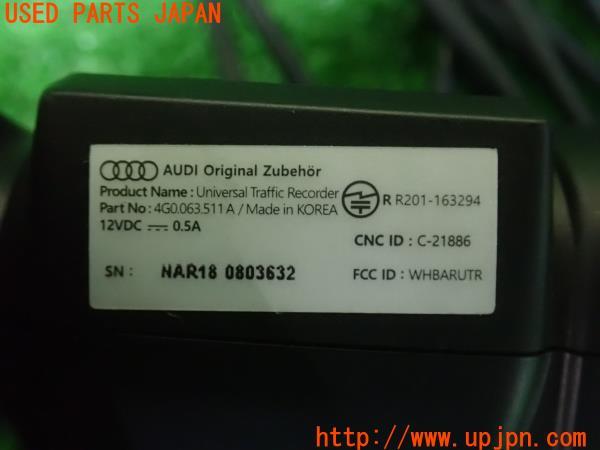 USED PARTS JAPAN
AUDI Original Zubehör
Product Name : Universal Traffic Recorder
Part No : 4G0.063.511 A / Made in KOREA
R R201-163294
12VDC 0.5A
CNC ID : C-21886
SN : NAR18 0803632
FCC ID : WHBARUTR
UPJ
http://www.upjpn.com/